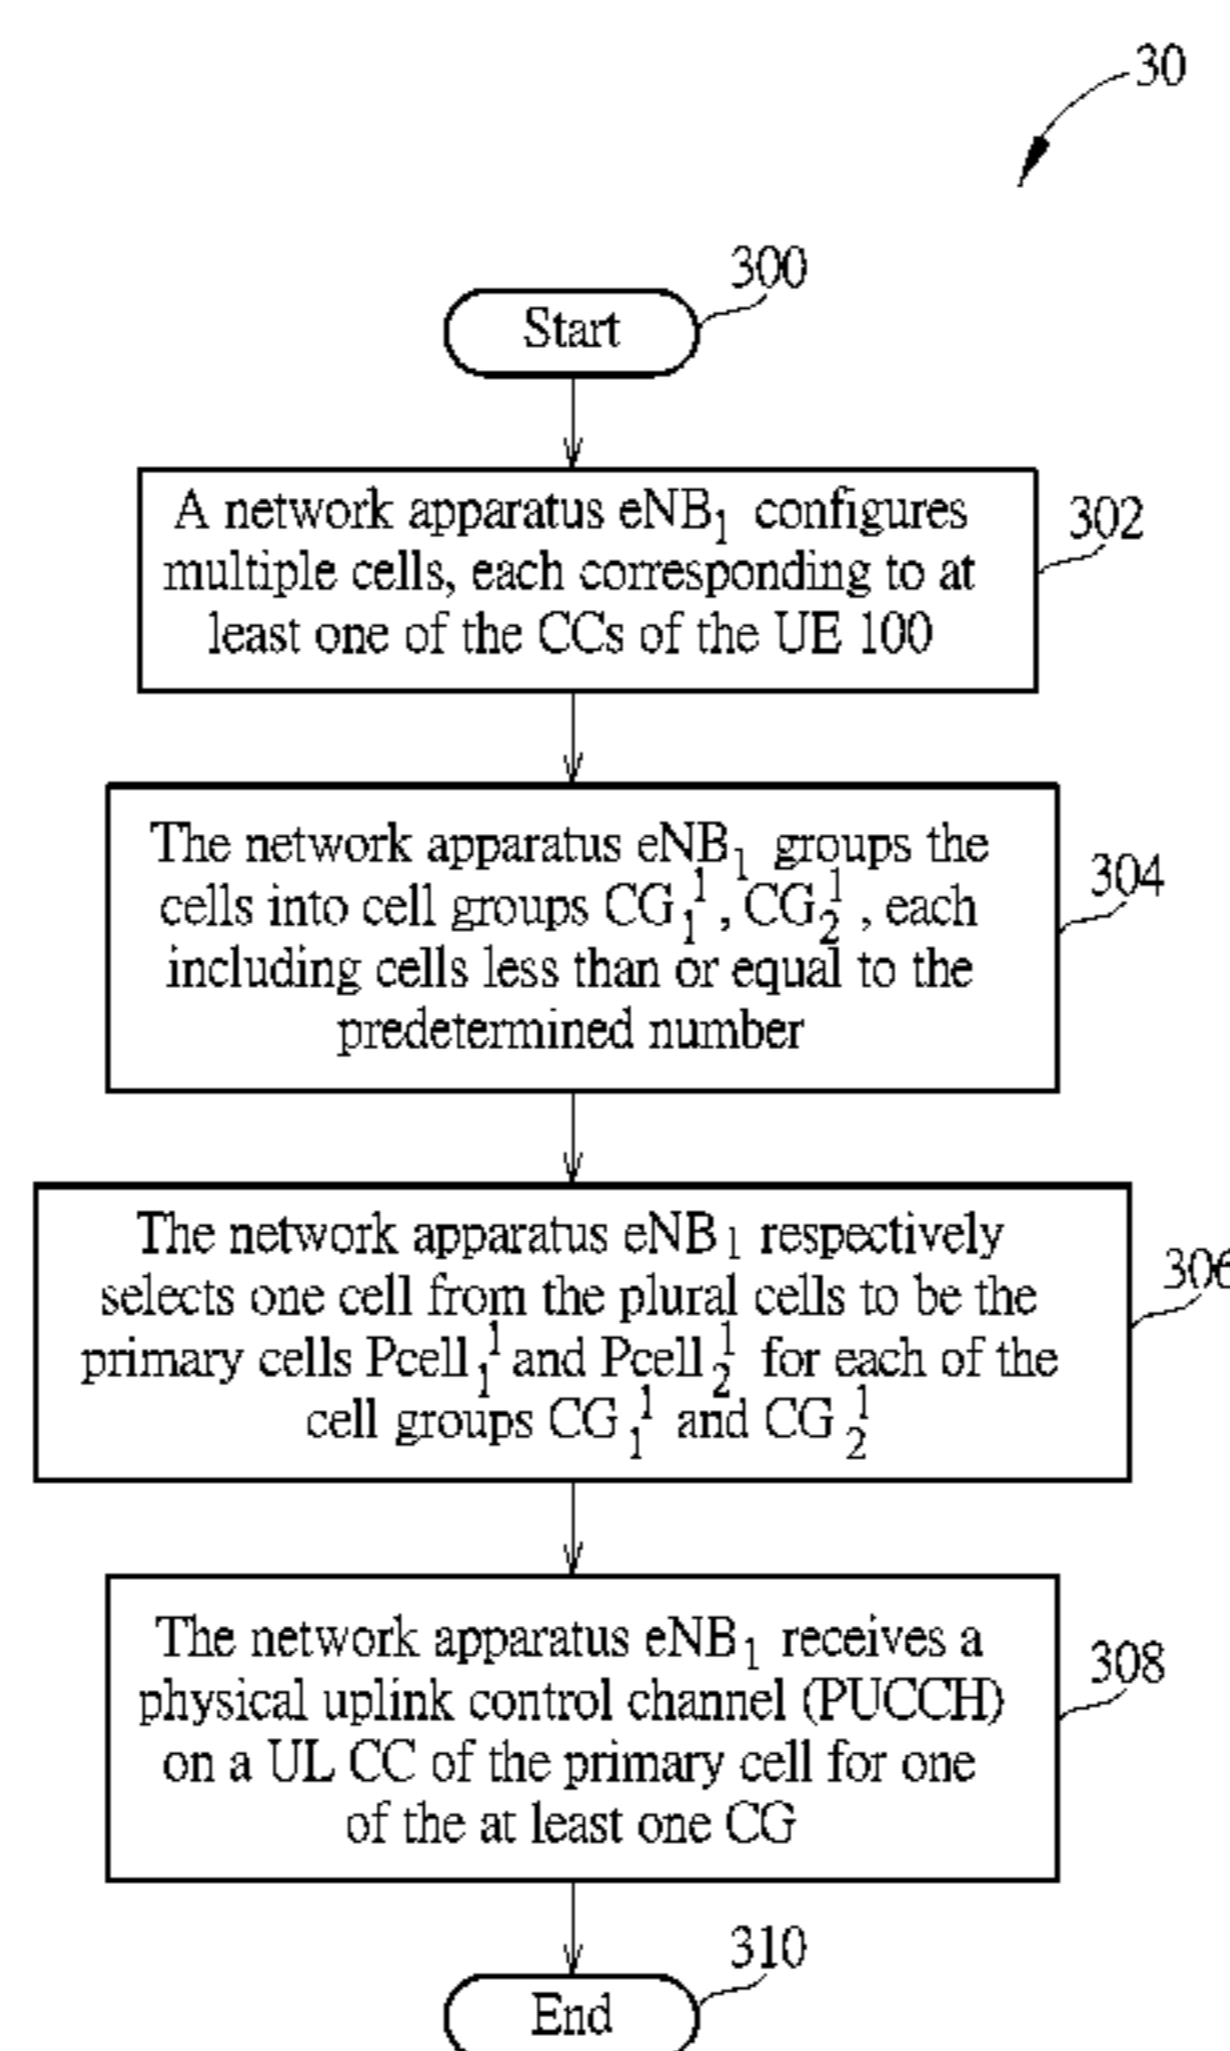 30
300
Start
302
A network apparatus eNB₁ configures
multiple cells, each corresponding to at
least one of the CCs of the UE 100
304
The network apparatus eNB₁ groups the
cells into cell groups CG₁¹, CG₂¹, each
including cells less than or equal to the
predetermined number
306
The network apparatus eNB₁ respectively
selects one cell from the plural cells to be the
primary cells Pcell₁¹ and Pcell₂¹ for each of the
cell groups CG₁¹ and CG₂¹
308
The network apparatus eNB₁ receives a
physical uplink control channel (PUCCH)
on a UL CC of the primary cell for one
of the at least one CG
310
End